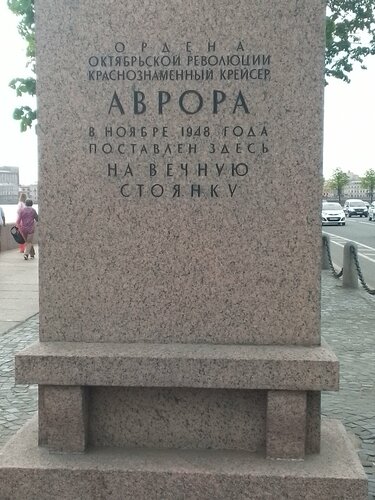 ОРДЕНА
ОКТЯБРЬСКОЙ РЕВОЛЮЦИИ
КРАСНОЗНАМЕННЫЙ КРЕЙСЕР
АВРОРА
В НОЯБРЕ 1948 ГОДА
ПОСТАВЛЕН ЗДЕСЬ
НА ВЕЧНУЮ
СТОЯНКУ